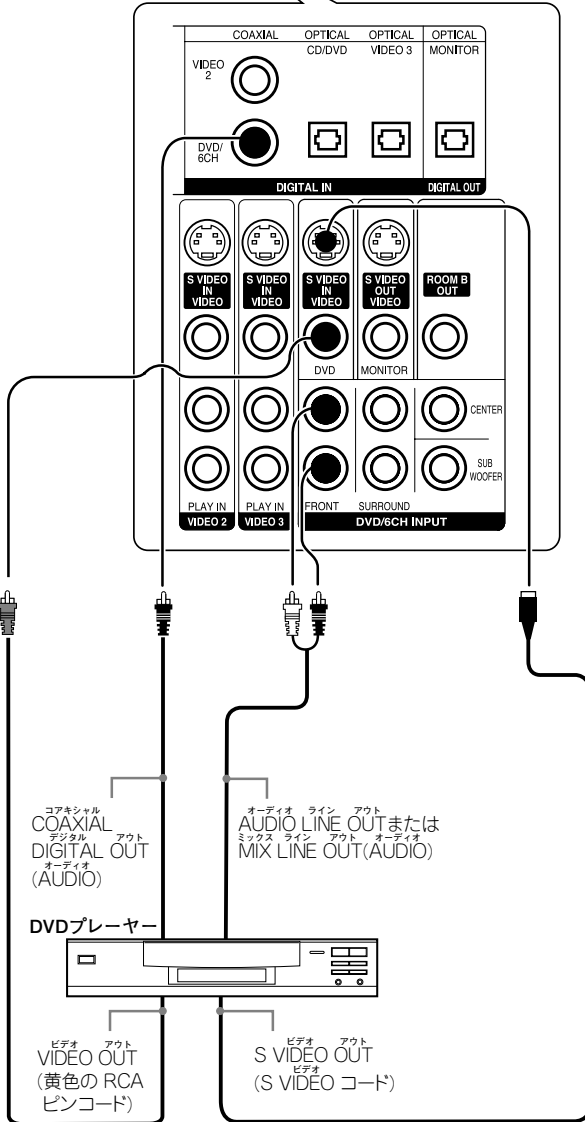 COAXIAL
OPTICAL
CD/DVD
OPTICAL
VIDEO 3
OPTICAL
MONITOR
VIDEO
2
DVD/
6CH
DIGITAL IN
DIGITAL OUT
S VIDEO
IN
VIDEO
S VIDEO
IN
VIDEO
S VIDEO
IN
VIDEO
S VIDEO
OUT
VIDEO
ROOM B
OUT
DVD
MONITOR
CENTER
SUB
WOOFER
PLAY IN
PLAY IN
FRONT
SURROUND
VIDEO 2
VIDEO 3
DVD/6CH INPUT
コアキシャル
COAXIAL
デジタル アウト
DIGITAL OUT
オーディオ
(AUDIO)
オーディオ ライン アウト
AUDIO LINE OUTまたは
ミックス ライン アウト オーディオ
MIX LINE OUT(AUDIO)
DVDプレーヤー
ビデオ アウト
VIDEO OUT
(黄色の RCA
ピンコード)
ビデオ アウト
S VIDEO OUT
(S VIDEO コード)